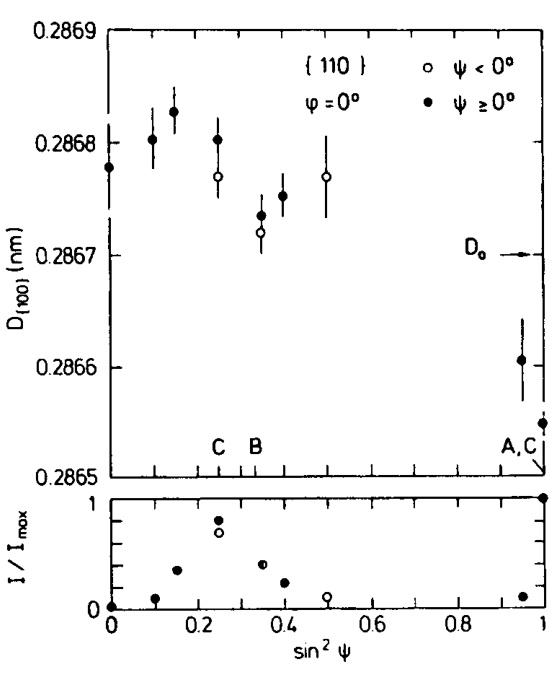 0.2869
{ 110 } ○ ψ < 0°
φ = 0° ● ψ ≥ 0°
0.2868
D{100} (nm)
0.2867
D₀
0.2866
C B A, C
0.2865
1
I / Imax
0
0 0.2 0.4 0.6 0.8 1
sin² ψ